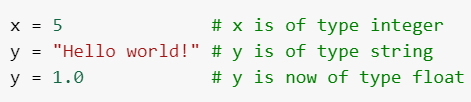 x = 5              # x is of type integer
y = "Hello world!" # y is of type string
y = 1.0            # y is now of type float